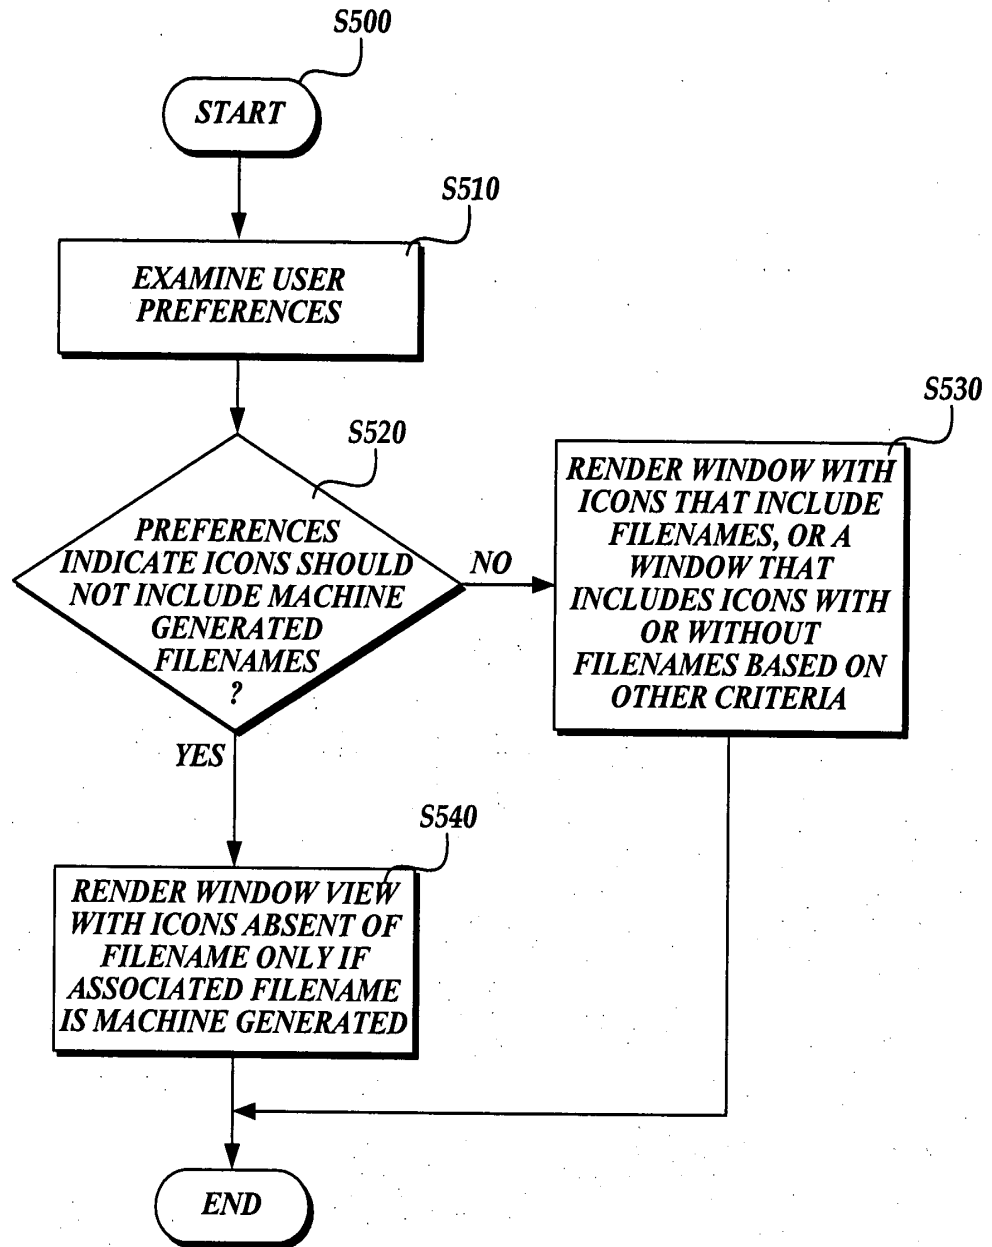 S500
START
S510
EXAMINE USER
PREFERENCES
S520
PREFERENCES
INDICATE ICONS SHOULD
NOT INCLUDE MACHINE
GENERATED
FILENAMES
?
NO
YES
S530
RENDER WINDOW WITH
ICONS THAT INCLUDE
FILENAMES, OR A
WINDOW THAT
INCLUDES ICONS WITH
OR WITHOUT
FILENAMES BASED ON
OTHER CRITERIA
S540
RENDER WINDOW VIEW
WITH ICONS ABSENT OF
FILENAME ONLY IF
ASSOCIATED FILENAME
IS MACHINE GENERATED
END